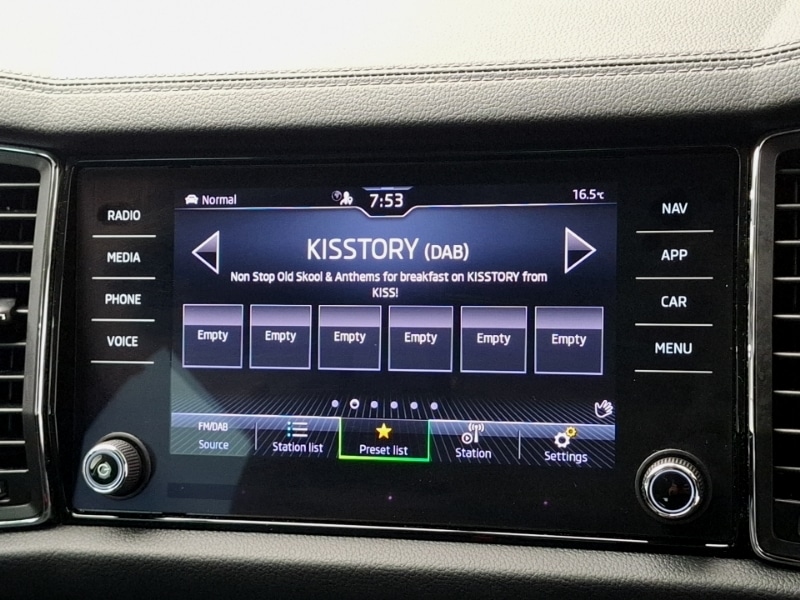 Normal
7:53
16.5°C
RADIO
MEDIA
PHONE
VOICE
NAV
APP
CAR
MENU
KISSTORY (DAB)
Non Stop Old Skool & Anthems for breakfast on KISSTORY from
KISS!
Empty Empty Empty Empty Empty Empty
FM/DAB
Source
Station list
Preset list
Station
Settings